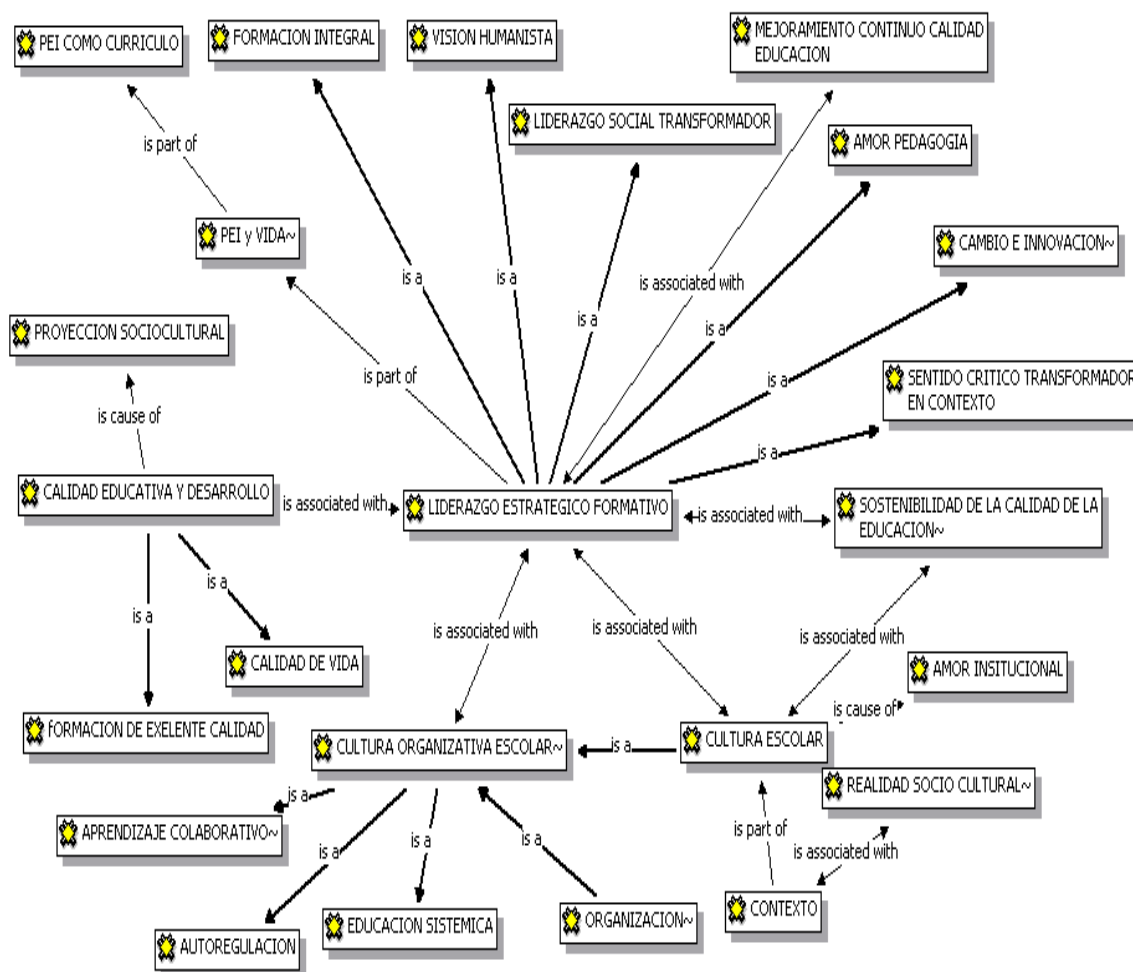 PEI COMO CURRICULO
FORMACION INTEGRAL
VISION HUMANISTA
MEJORAMIENTO CONTINUO CALIDAD
EDUCACION
LIDERAZGO SOCIAL TRANSFORMADOR
AMOR PEDAGOGIA
is part of
PEI y VIDA~
CAMBIO E INNOVACION~
is a
is a
is associated with
is a
is a
PROYECCION SOCIOCULTURAL
is part of
is a
SENTIDO CRITICO TRANSFORMADOR
EN CONTEXTO
is cause of
is a
CALIDAD EDUCATIVA Y DESARROLLO
is associated with
LIDERAZGO ESTRATEGICO FORMATIVO
is associated with
SOSTENIBILIDAD DE LA CALIDAD DE LA
EDUCACION~
is a
is a
is associated with
is associated with
is associated with
CALIDAD DE VIDA
AMOR INSITUCIONAL
is cause of
fORMACION DE EXELENTE CALIDAD
CULTURA ORGANIZATIVA ESCOLAR~
is a
CULTURA ESCOLAR
REALIDAD SOCIO CULTURAL~
is a
APRENDIZAJE COLABORATIVO~
is a
is a
is a
is part of
is associated with
AUTOREGULACION
EDUCACION SISTEMICA
ORGANIZACION~
CONTEXTO